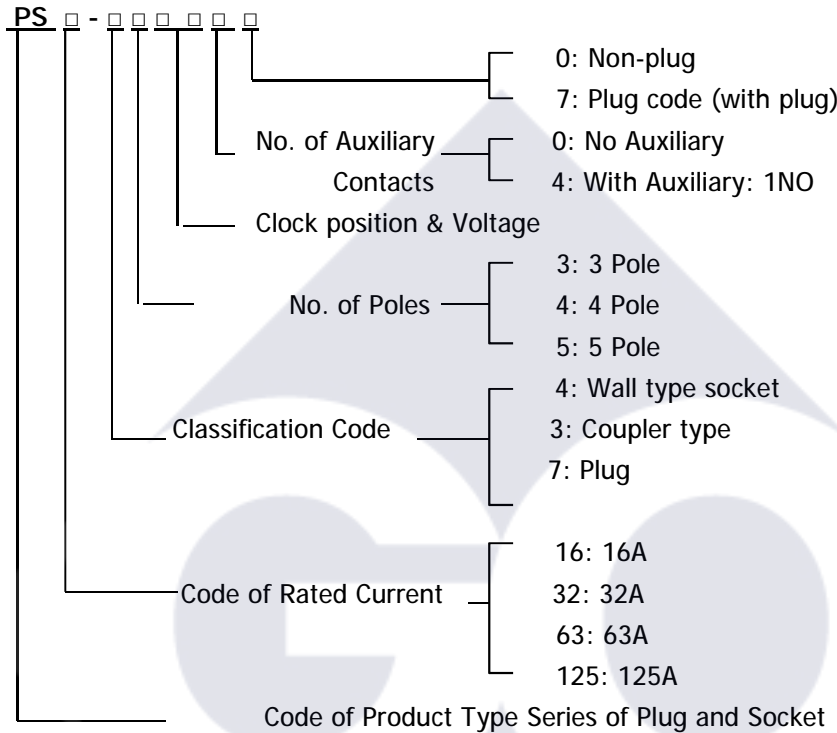 PS □ - □ □ □ □ □ □
0: Non-plug
7: Plug code (with plug)
No. of Auxiliary
Contacts
0: No Auxiliary
4: With Auxiliary: 1NO
Clock position & Voltage
No. of Poles
3: 3 Pole
4: 4 Pole
5: 5 Pole
Classification Code
4: Wall type socket
3: Coupler type
7: Plug
Code of Rated Current
16: 16A
32: 32A
63: 63A
125: 125A
Code of Product Type Series of Plug and Socket